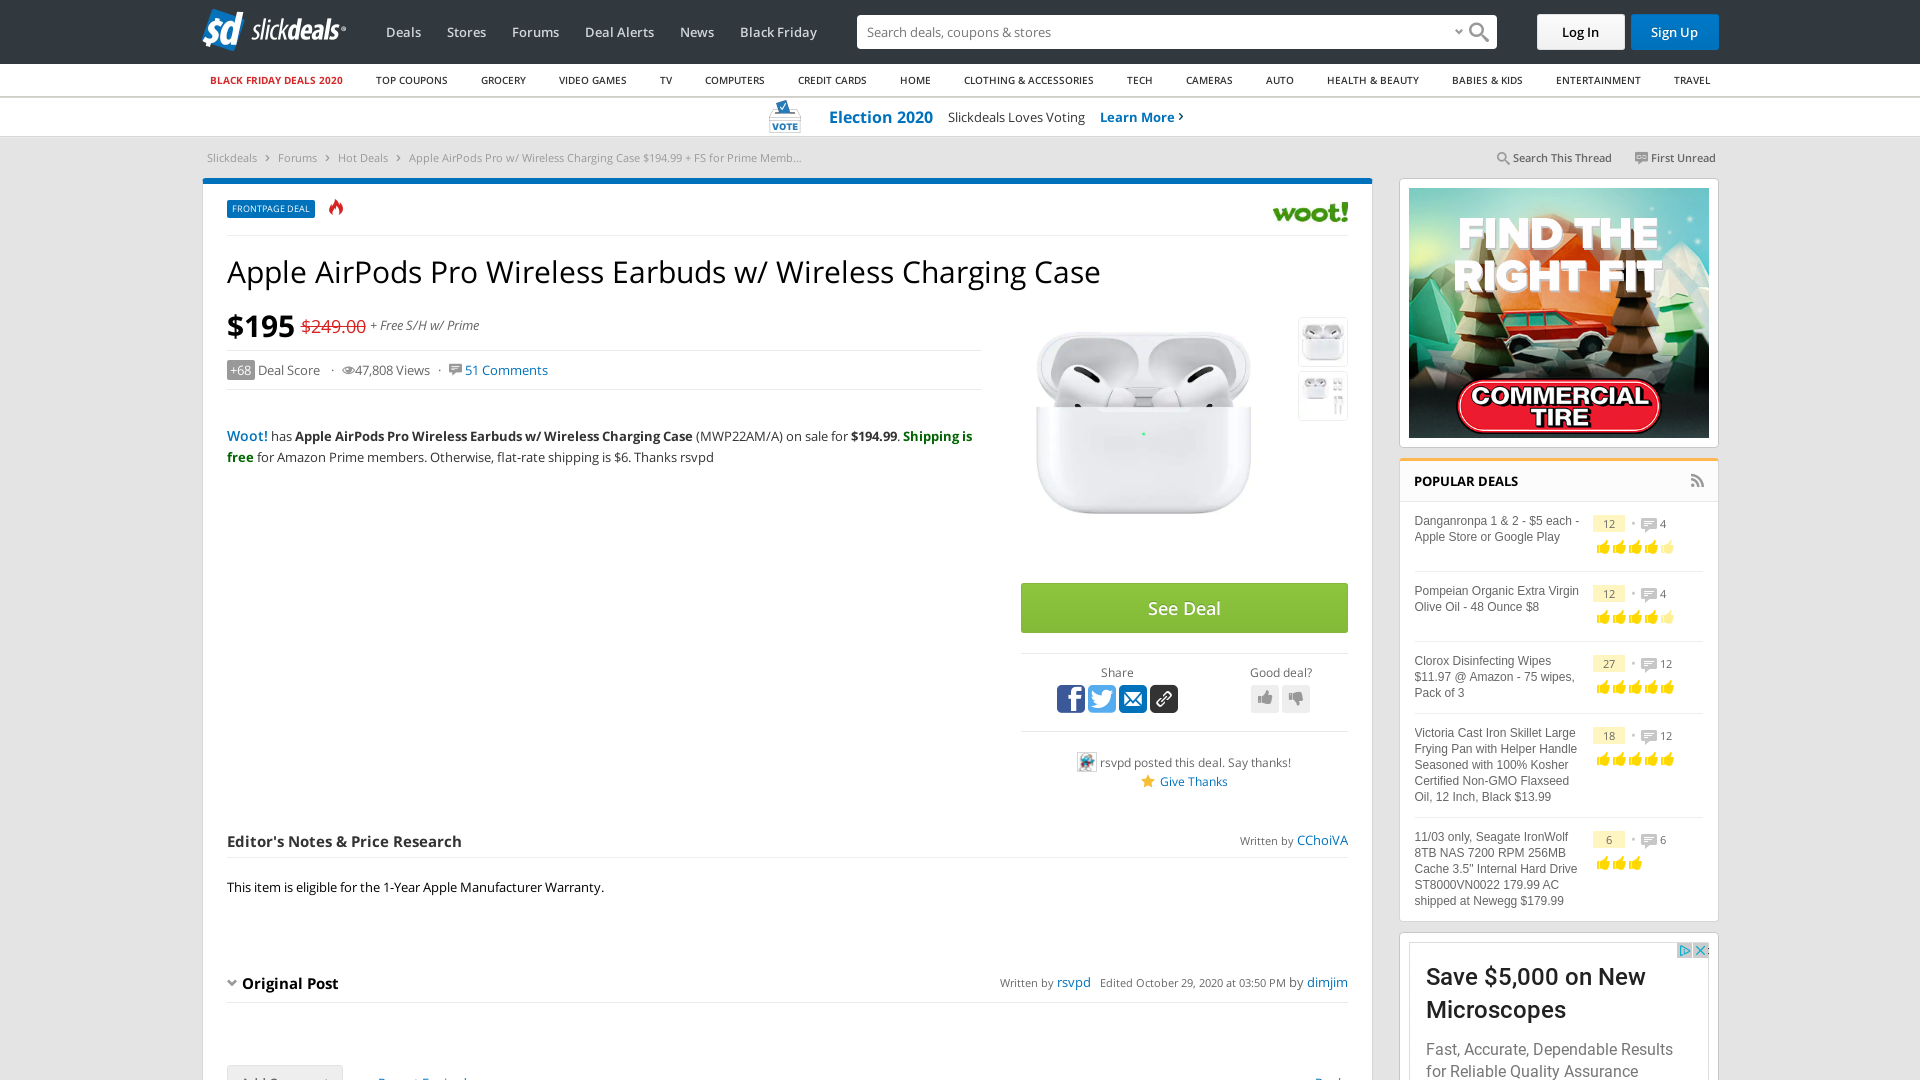 slickdeals
Deals
Stores
Forums
Deal Alerts
News
Black Friday
Search deals, coupons & stores
Log In
Sign Up
BLACK FRIDAY DEALS 2020
TOP COUPONS
GROCERY
VIDEO GAMES
TV
COMPUTERS
CREDIT CARDS
HOME
CLOTHING & ACCESSORIES
TECH
CAMERAS
AUTO
HEALTH & BEAUTY
BABIES & KIDS
ENTERTAINMENT
TRAVEL
VOTE
Election 2020
Slickdeals Loves Voting
Learn More
Slickdeals
Forums
Hot Deals
Apple AirPods Pro w/ Wireless Charging Case $194.99 + FS for Prime Memb...
Search This Thread
First Unread
FRONTPAGE DEAL
woot!
Apple AirPods Pro Wireless Earbuds w/ Wireless Charging Case
$195 $249.00 + Free S/H w/ Prime
+68 Deal Score · 47,808 Views · 51 Comments
Woot! has Apple AirPods Pro Wireless Earbuds w/ Wireless Charging Case (MWP22AM/A) on sale for $194.99. Shipping is
free for Amazon Prime members. Otherwise, flat-rate shipping is $6. Thanks rsvpd
See Deal
Share
Good deal?
rsvpd posted this deal. Say thanks!
Give Thanks
Editor's Notes & Price Research
Written by CChoiVA
This item is eligible for the 1-Year Apple Manufacturer Warranty.
Original Post
Written by rsvpd Edited October 29, 2020 at 03:50 PM by dimjim
FIND THE
RIGHT FIT
COMMERCIAL
TIRE
POPULAR DEALS
Danganronpa 1 & 2 - $5 each -
Apple Store or Google Play
12 • 4
Pompeian Organic Extra Virgin
Olive Oil - 48 Ounce $8
12 • 4
Clorox Disinfecting Wipes
$11.97 @ Amazon - 75 wipes,
Pack of 3
27 • 12
Victoria Cast Iron Skillet Large
Frying Pan with Helper Handle
Seasoned with 100% Kosher
Certified Non-GMO Flaxseed
Oil, 12 Inch, Black $13.99
18 • 12
11/03 only, Seagate IronWolf
8TB NAS 7200 RPM 256MB
Cache 3.5" Internal Hard Drive
ST8000VN0022 179.99 AC
shipped at Newegg $179.99
6 • 6
Save $5,000 on New
Microscopes
Fast, Accurate, Dependable Results
for Reliable Quality Assurance